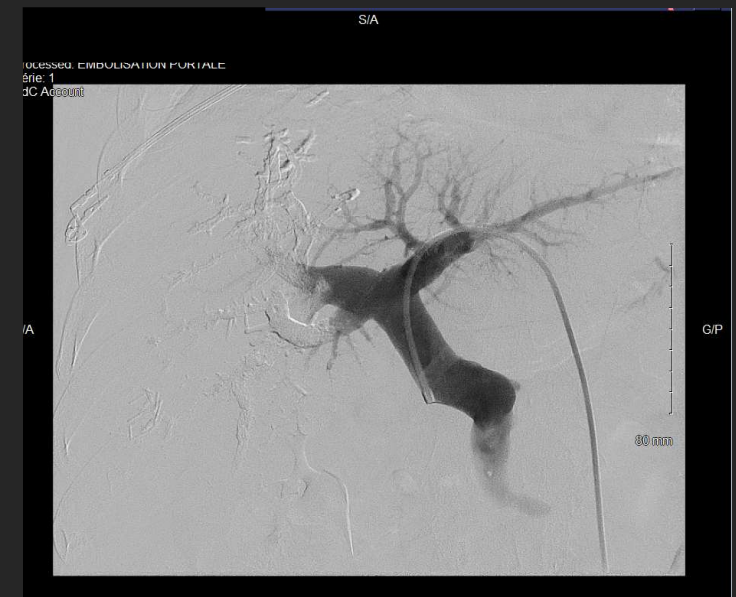 S/A
rocessed: EMBOLISATION PORTALE
érie: 1
dC Account
/A
G/P
80 mm